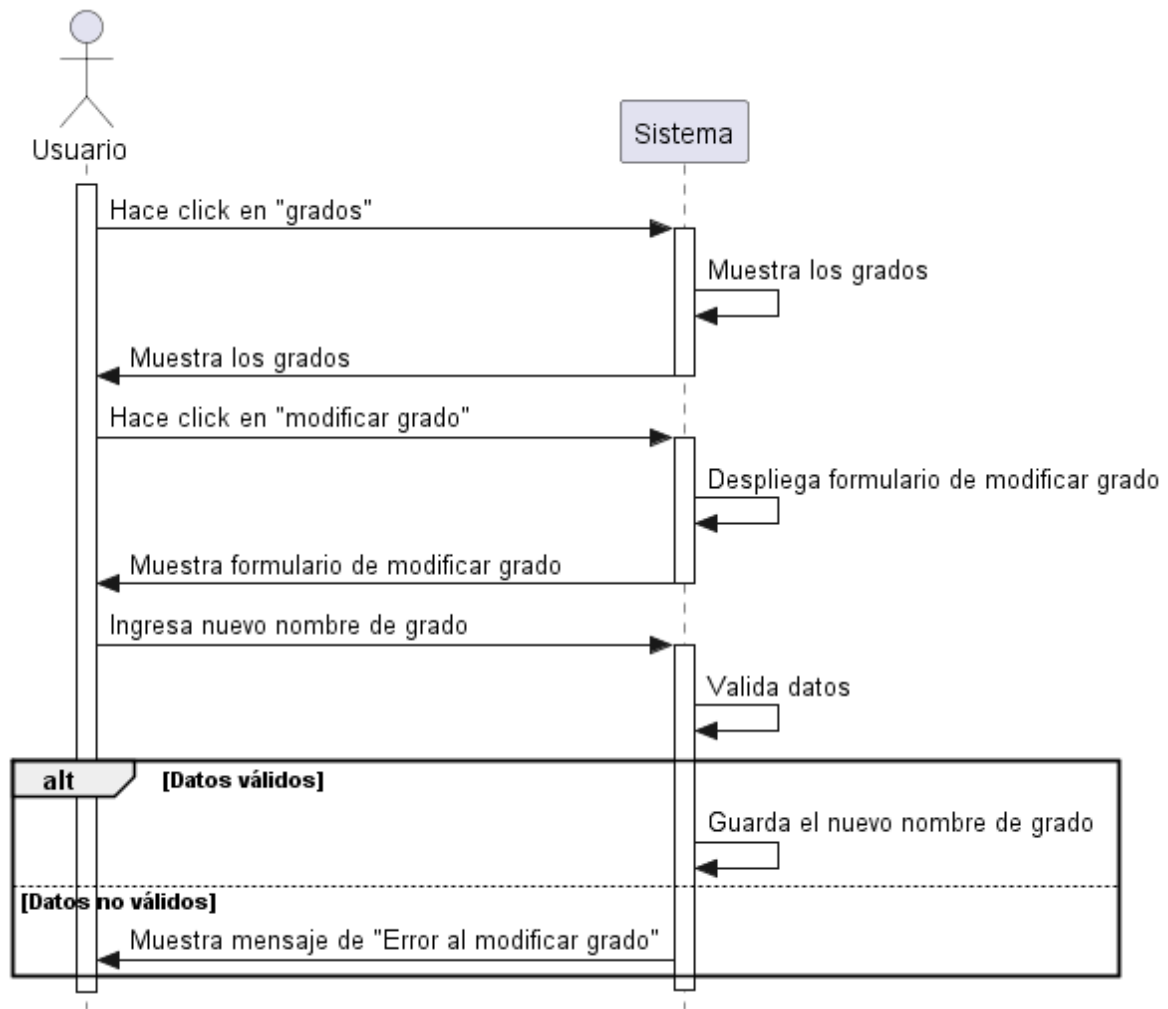 Usuario
Sistema
Hace click en "grados"
Muestra los grados
Muestra los grados
Hace click en "modificar grado"
Despliega formulario de modificar grado
Muestra formulario de modificar grado
Ingresa nuevo nombre de grado
Valida datos
alt [Datos válidos]
Guarda el nuevo nombre de grado
[Datos no válidos]
Muestra mensaje de "Error al modificar grado"